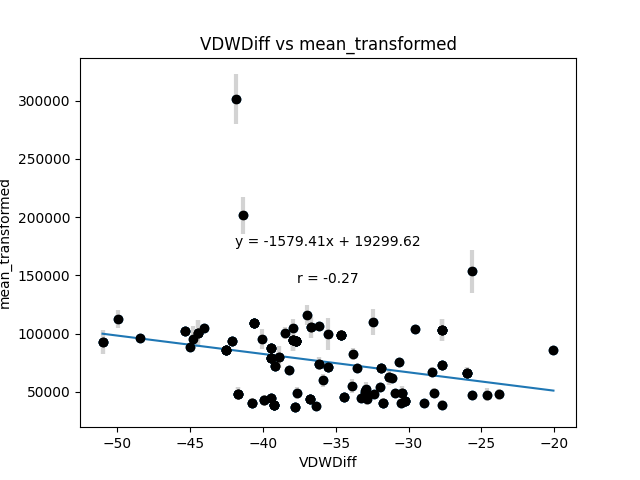 VDWDiff vs mean_transformed
300000
250000
200000
150000
100000
50000
mean_transformed
y = -1579.41x + 19299.62
r = -0.27
−50 −45 −40 −35 −30 −25 −20
VDWDiff